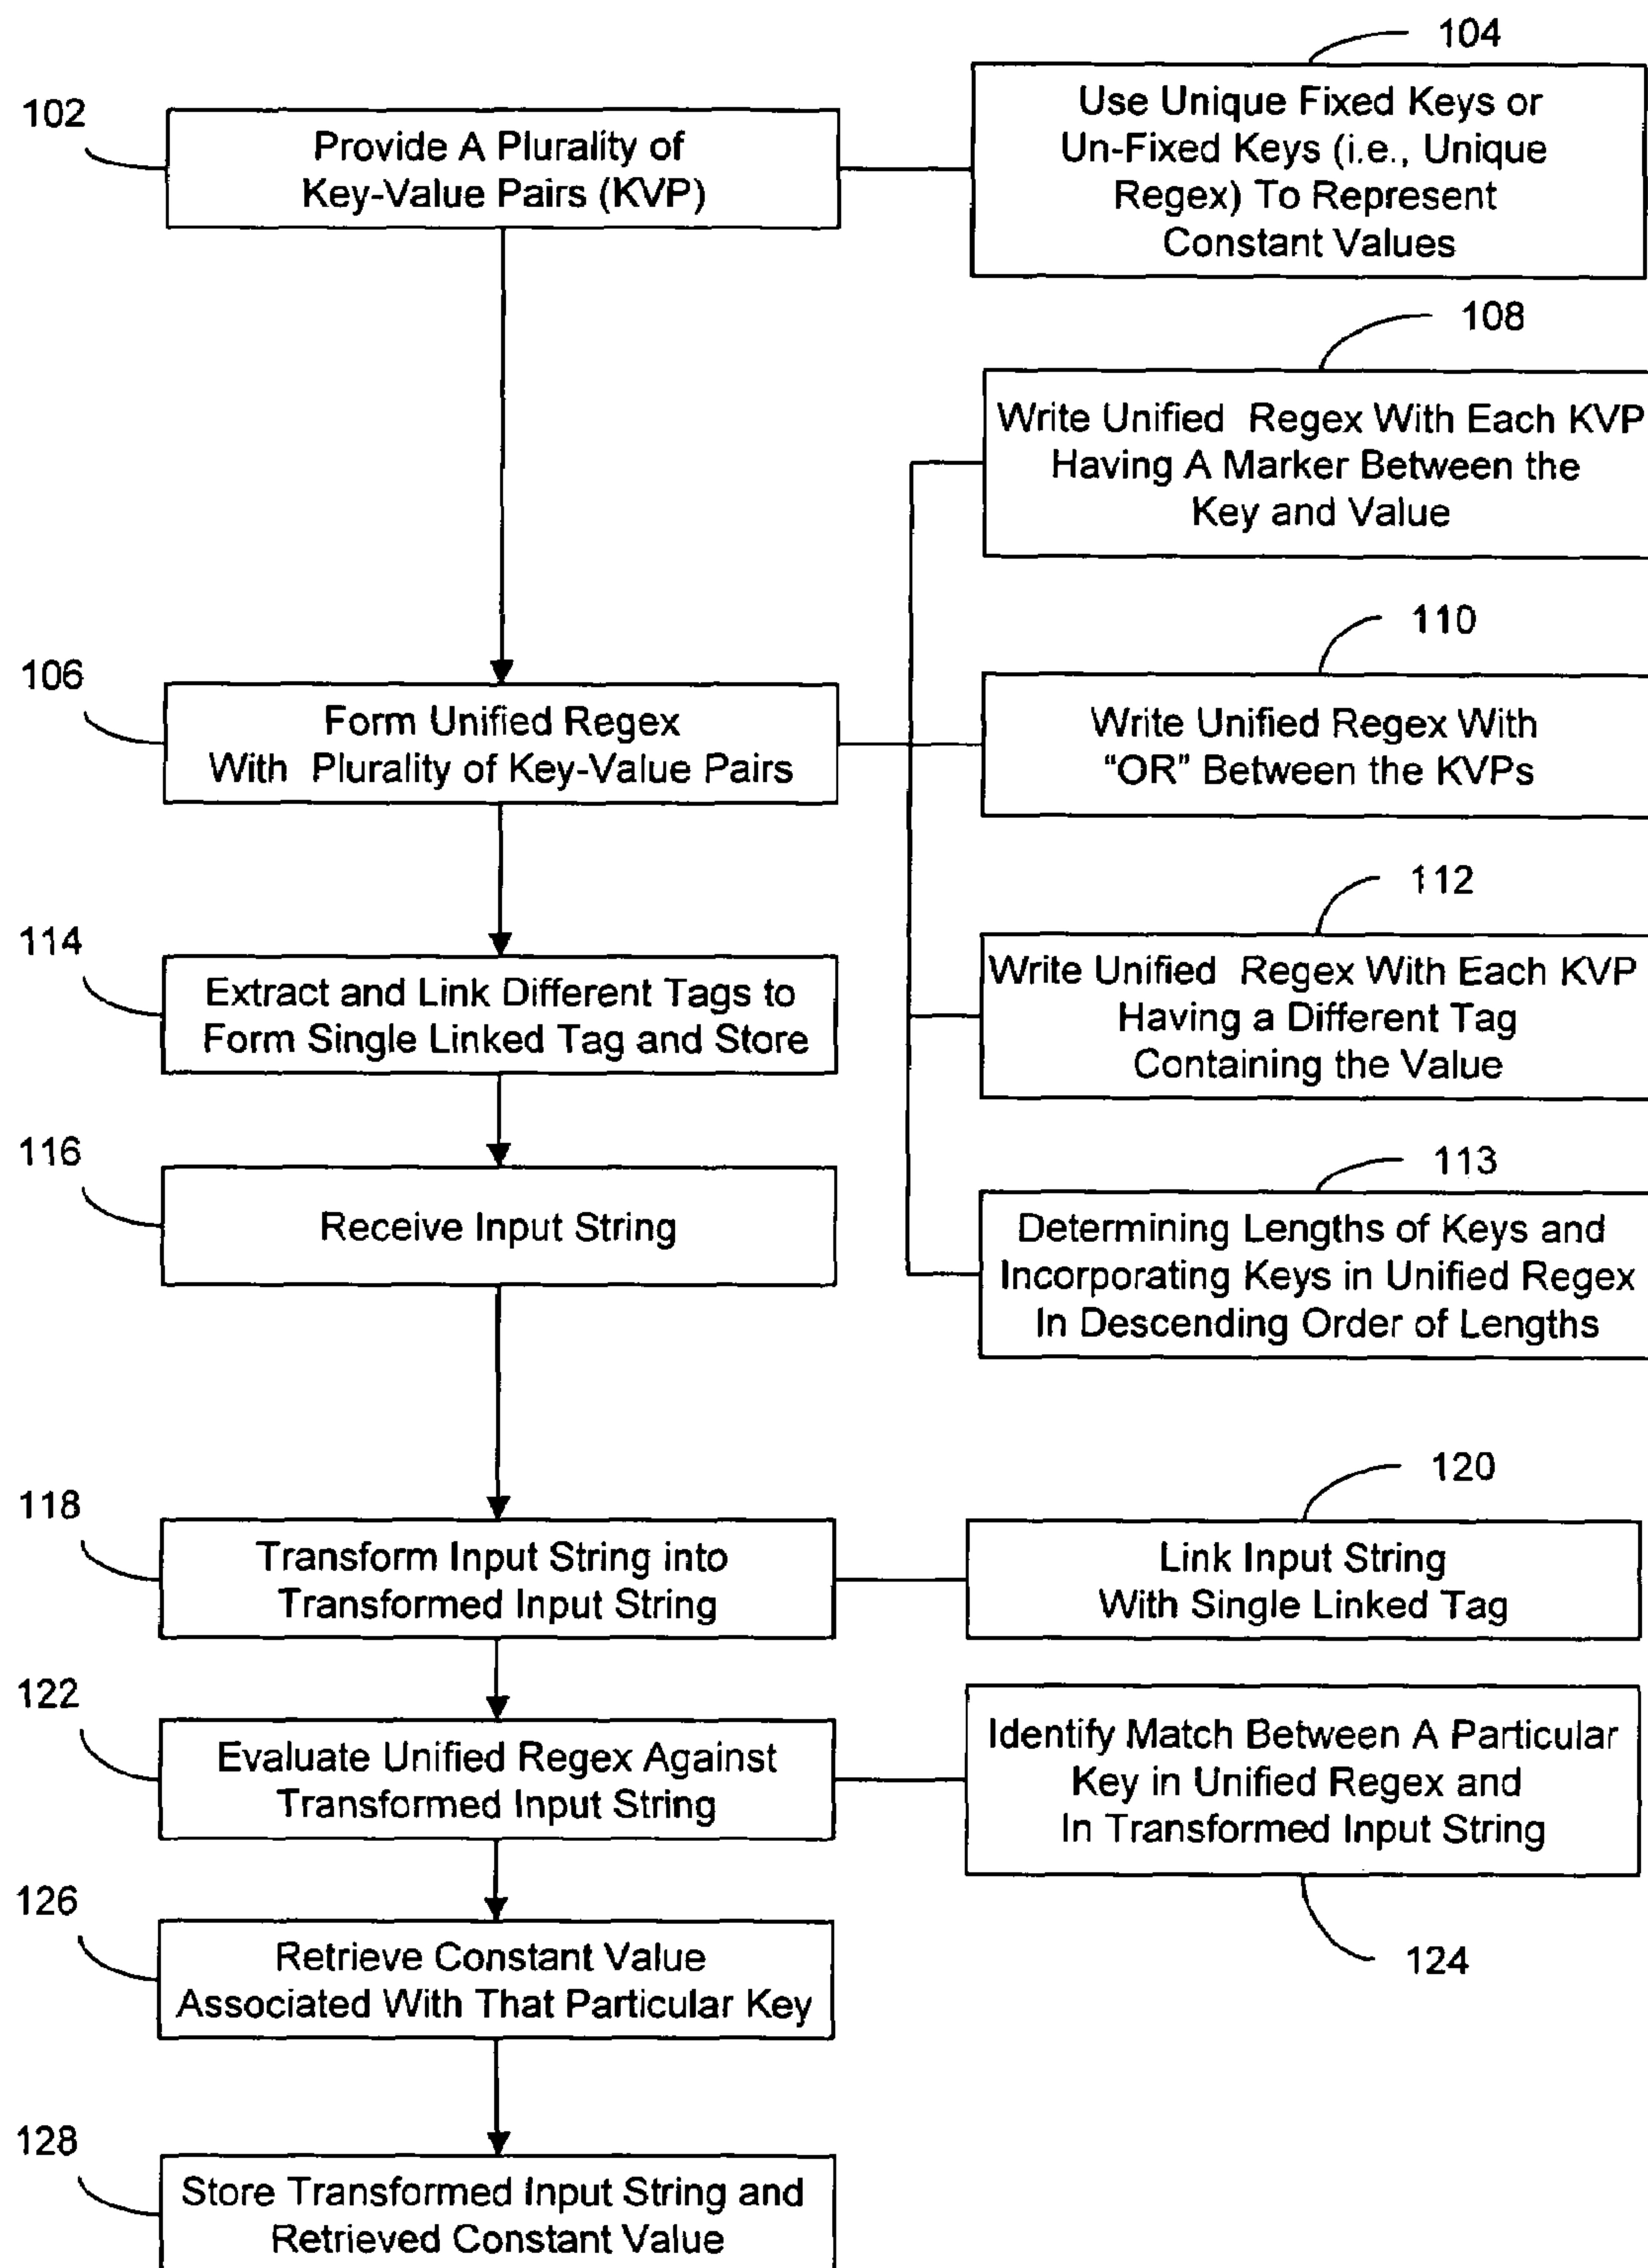 104
Use Unique Fixed Keys or
Un-Fixed Keys (i.e., Unique
Regex) To Represent
Constant Values
102
Provide A Plurality of
Key-Value Pairs (KVP)
108
Write Unified Regex With Each KVP
Having A Marker Between the
Key and Value
110
Write Unified Regex With
“OR” Between the KVPs
106
Form Unified Regex
With Plurality of Key-Value Pairs
112
Write Unified Regex With Each KVP
Having a Different Tag
Containing the Value
114
Extract and Link Different Tags to
Form Single Linked Tag and Store
113
Determining Lengths of Keys and
Incorporating Keys in Unified Regex
In Descending Order of Lengths
116
Receive Input String
118
Transform Input String into
Transformed Input String
120
Link Input String
With Single Linked Tag
122
Evaluate Unified Regex Against
Transformed Input String
Identify Match Between A Particular
Key in Unified Regex and
In Transformed Input String
124
126
Retrieve Constant Value
Associated With That Particular Key
128
Store Transformed Input String and
Retrieved Constant Value